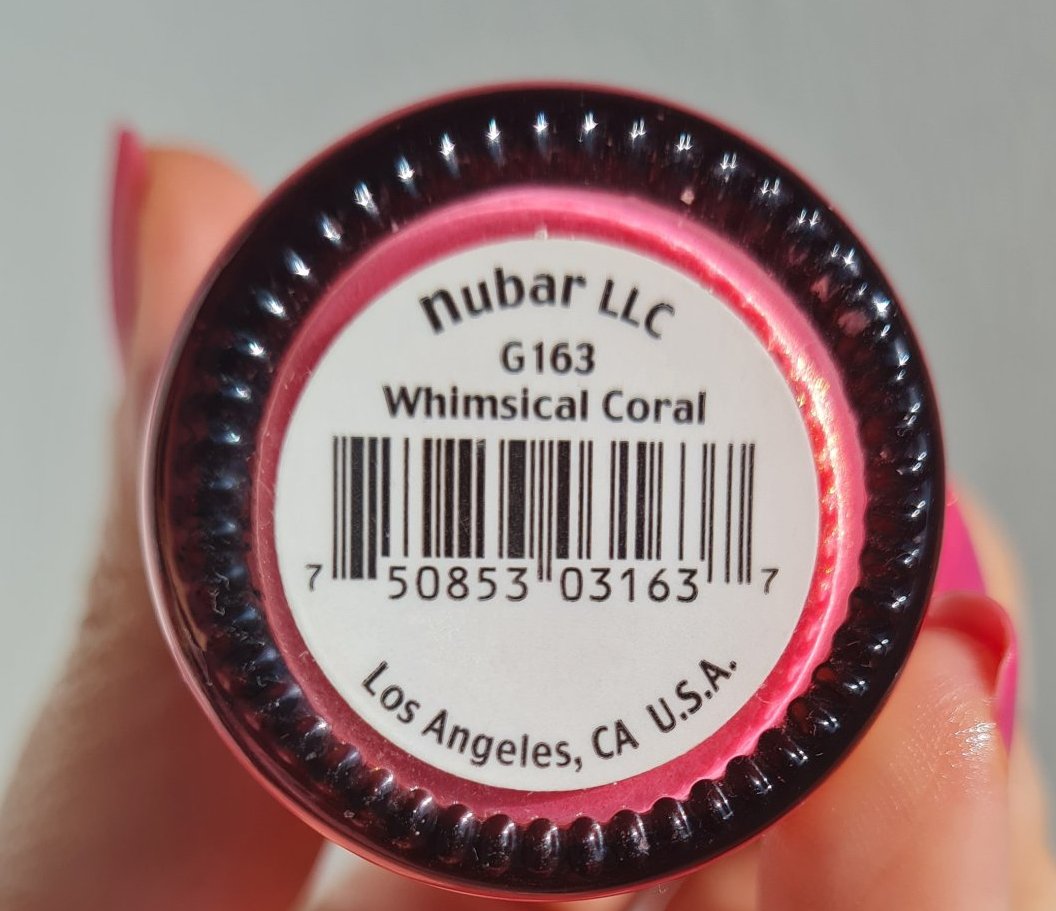 nubar LLC
G163
Whimsical Coral
7 50853 03163 7
Los Angeles, CA U.S.A.